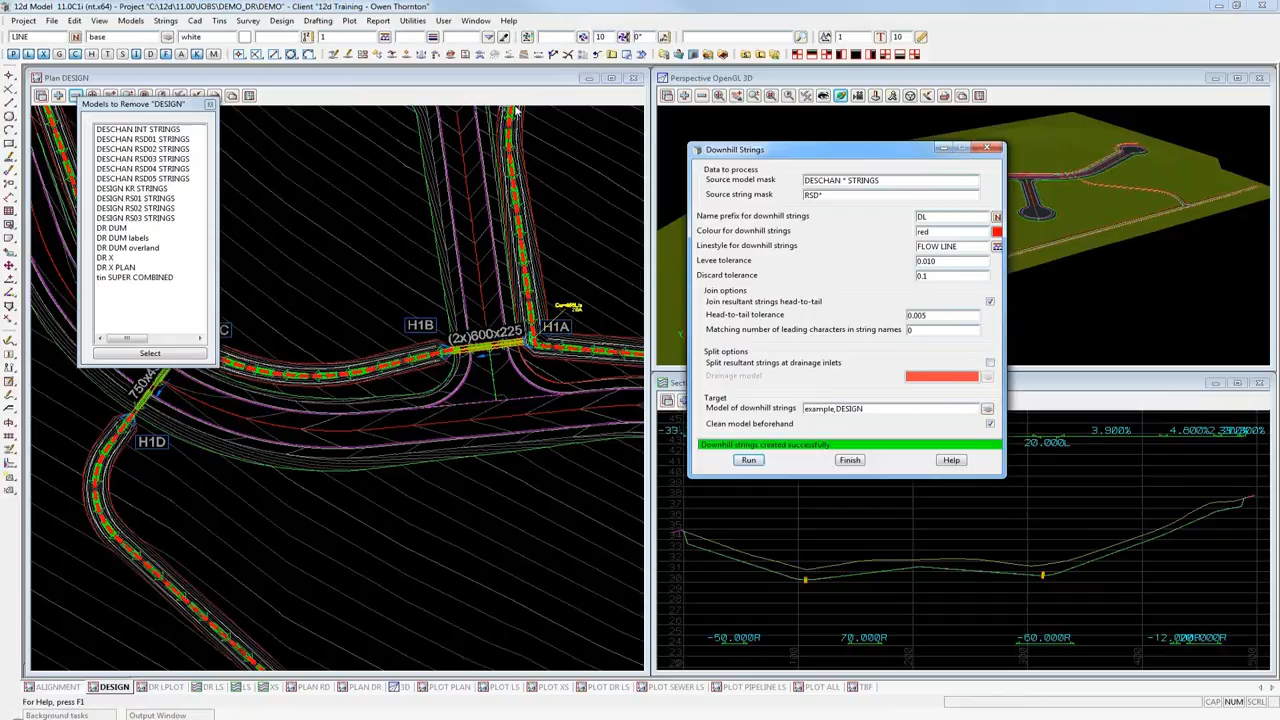 12d Model 11.0C1i (nt.x64) - Project "C:\12d\11.00\JOBS\DEMO_DR\DEMO" - Client "12d Training - Owen Thornton"
Project File Edit View Models Strings Cad Tins Survey Design Drafting Plot Report Utilities User Window Help
LINE base white 1 10 0° 1 10
Plan DESIGN
Perspective OpenGL 3D
Models to Remove "DESIGN"
DESCHAN INT STRINGS
DESCHAN RSD01 STRINGS
DESCHAN RSD02 STRINGS
DESCHAN RSD03 STRINGS
DESCHAN RSD04 STRINGS
DESCHAN RSD05 STRINGS
DESIGN KR STRINGS
DESIGN RS01 STRINGS
DESIGN RS02 STRINGS
DESIGN RS03 STRINGS
DR DUM
DR DUM labels
DR DUM overland
DR X
DR X PLAN
tin SUPER COMBINED
Select
C
H1B
(2x)600x225
H1A
H1D
Downhill Strings
Data to process
Source model mask DESCHAN * STRINGS
Source string mask RSD*
Name prefix for downhill strings DL
Colour for downhill strings red
Linestyle for downhill strings FLOW LINE
Levee tolerance 0.010
Discard tolerance 0.1
Join options
Join resultant strings head-to-tail
Head-to-tail tolerance 0.005
Matching number of leading characters in string names 0
Split options
Split resultant strings at drainage inlets
Drainage model
Target
Model of downhill strings example,DESIGN
Clean model beforehand
Downhill strings created successfully
Run Finish Help
3.900%
20.000L
-50.000R 70.000R -60.000R
100 200 300
ALIGNMENT DESIGN DR LPLOT DR LS LS XS PLAN RD PLAN DR 3D PLOT PLAN PLOT LS PLOT XS PLOT DR LS PLOT SEWER LS PLOT PIPELINE LS PLOT ALL TBF
For Help, press F1
CAP NUM SCRL
Background tasks Output Window